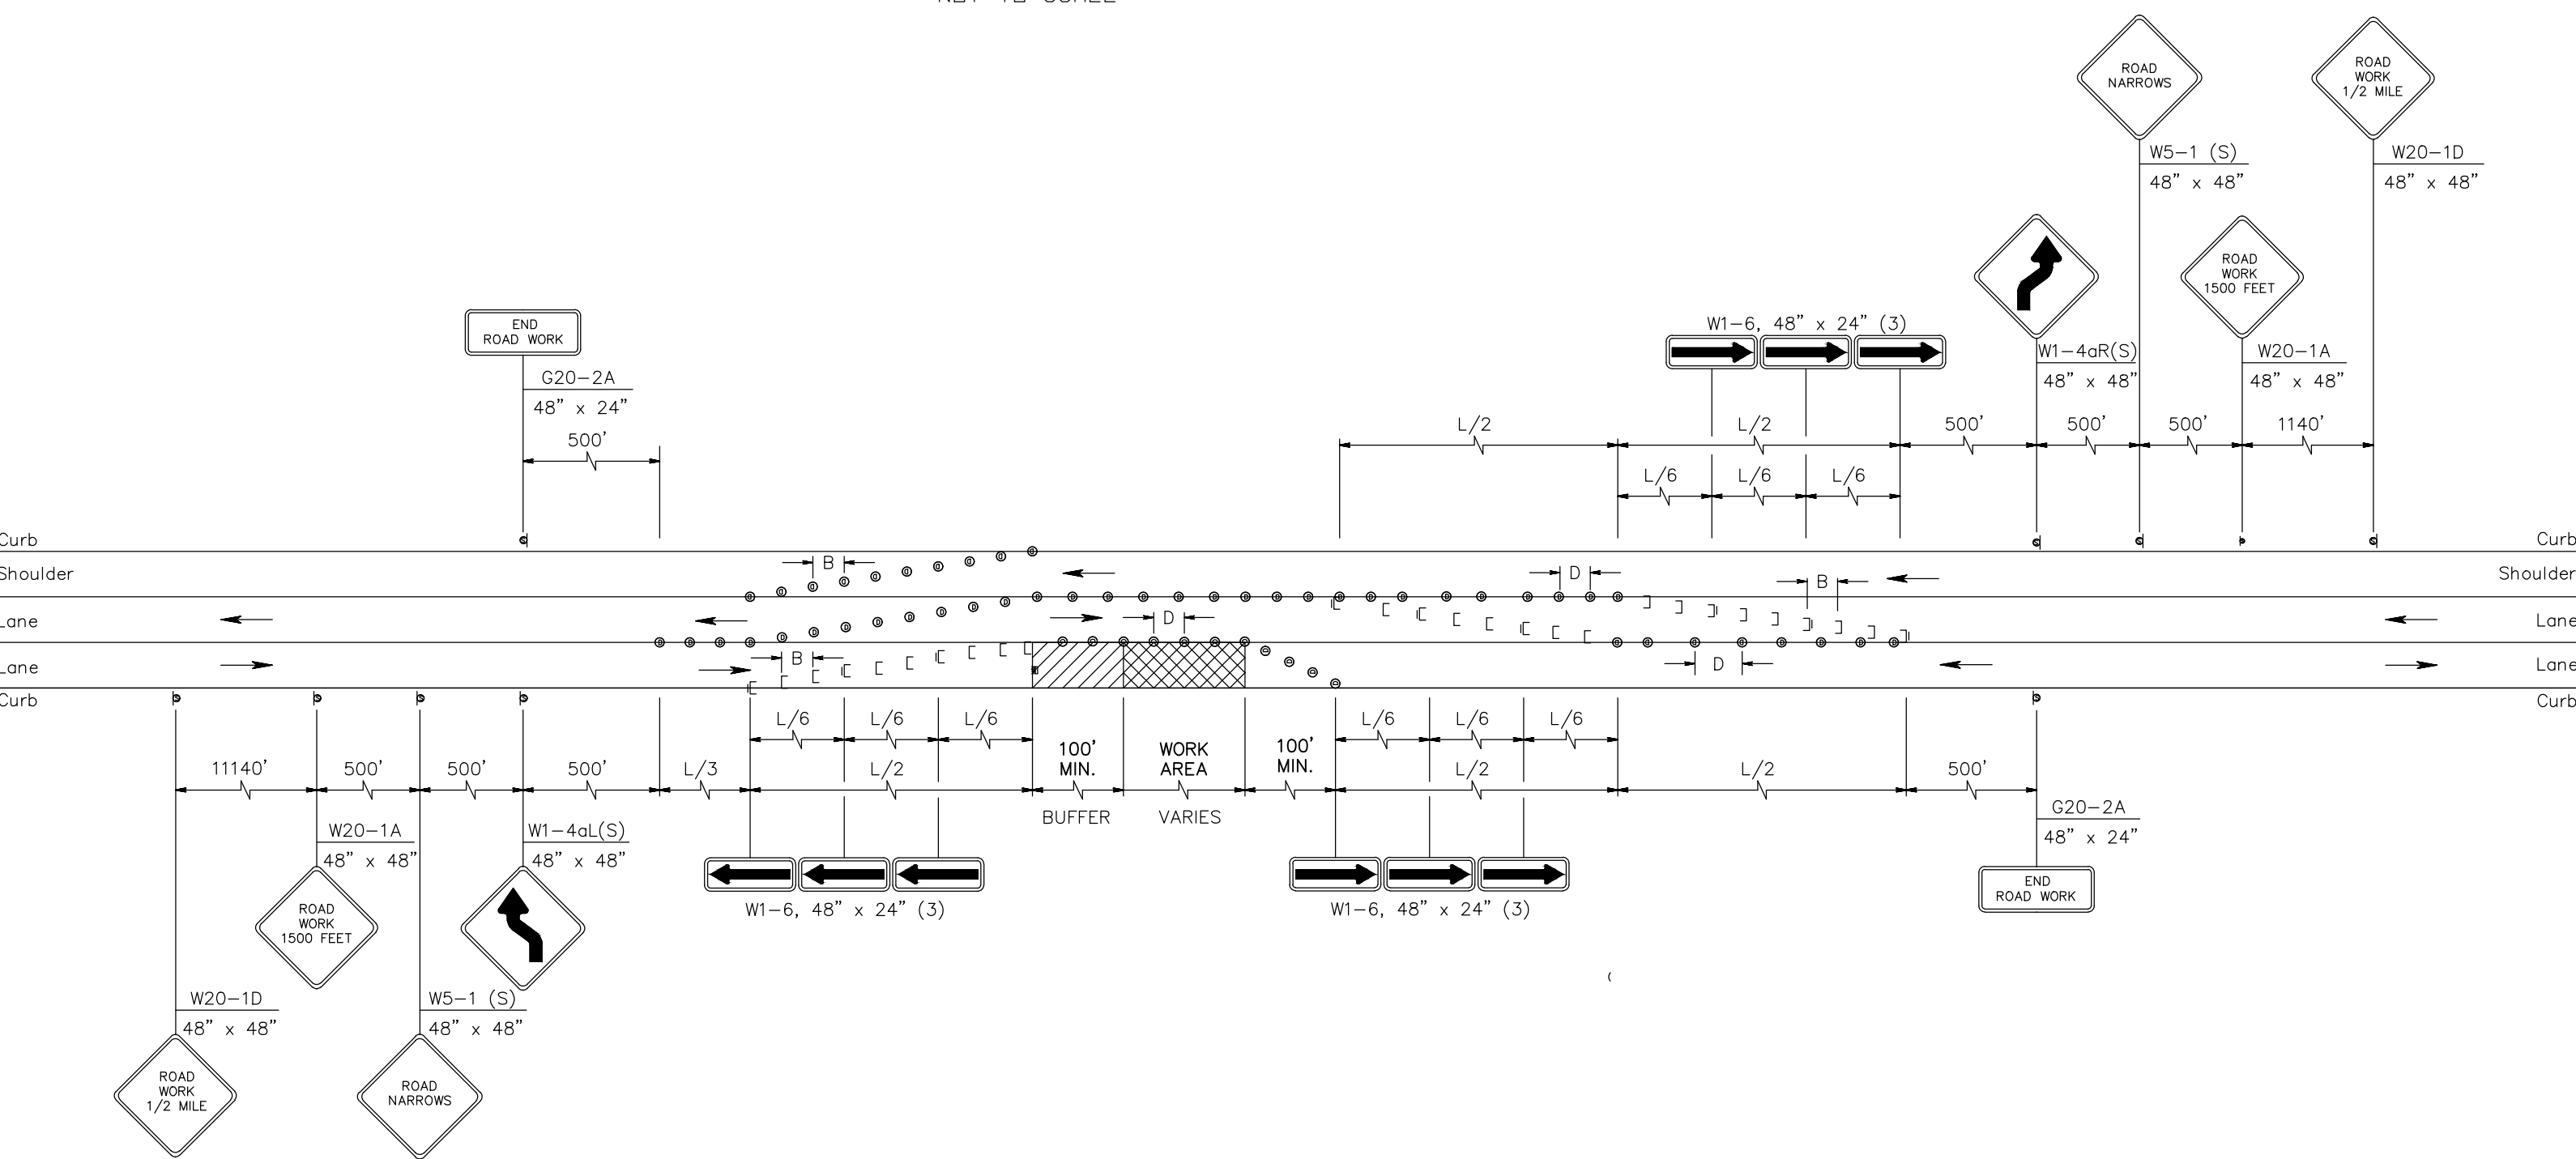 ROAD
NARROWS
ROAD
WORK
1/2 MILE
W5-1 (S)
48" x 48"
W20-1D
48" x 48"
ROAD
WORK
1500 FEET
END
ROAD WORK
W1-6, 48" x 24" (3)
W1-4aR(S)
48" x 48"
W20-1A
48" x 48"
G20-2A
48" x 24"
500'
L/2
L/2
500'
500'
500'
1140'
L/6
L/6
L/6
Curb
Curb
Shoulder
B
D
B
Shoulder
Lane
D
Lane
Lane
B
D
Lane
Curb
Curb
L/6
L/6
L/6
100'
MIN.
WORK
AREA
100'
MIN.
L/6
L/6
L/6
11140'
500'
500'
500'
L/3
L/2
L/2
L/2
500'
BUFFER
VARIES
G20-2A
48" x 24"
W20-1A
48" x 48"
W1-4aL(S)
48" x 48"
END
ROAD WORK
W1-6, 48" x 24" (3)
W1-6, 48" x 24" (3)
ROAD
WORK
1500 FEET
W20-1D
48" x 48"
W5-1 (S)
48" x 48"
ROAD
WORK
1/2 MILE
ROAD
NARROWS